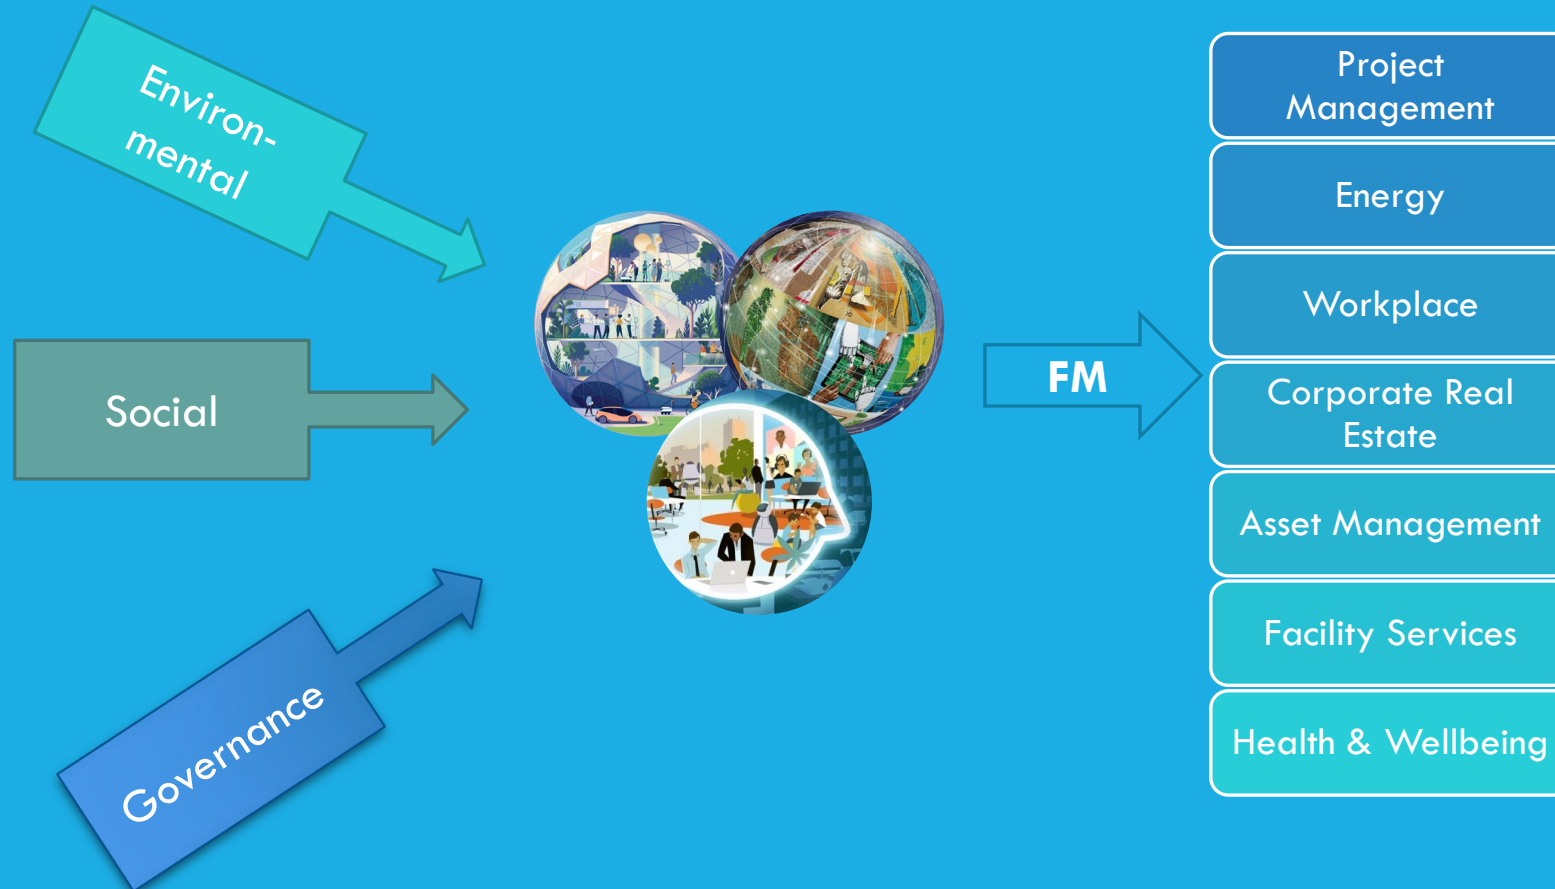 Environ-
mental
Social
Governance
FM
Project
Management
Energy
Workplace
Corporate Real
Estate
Asset Management
Facility Services
Health & Wellbeing